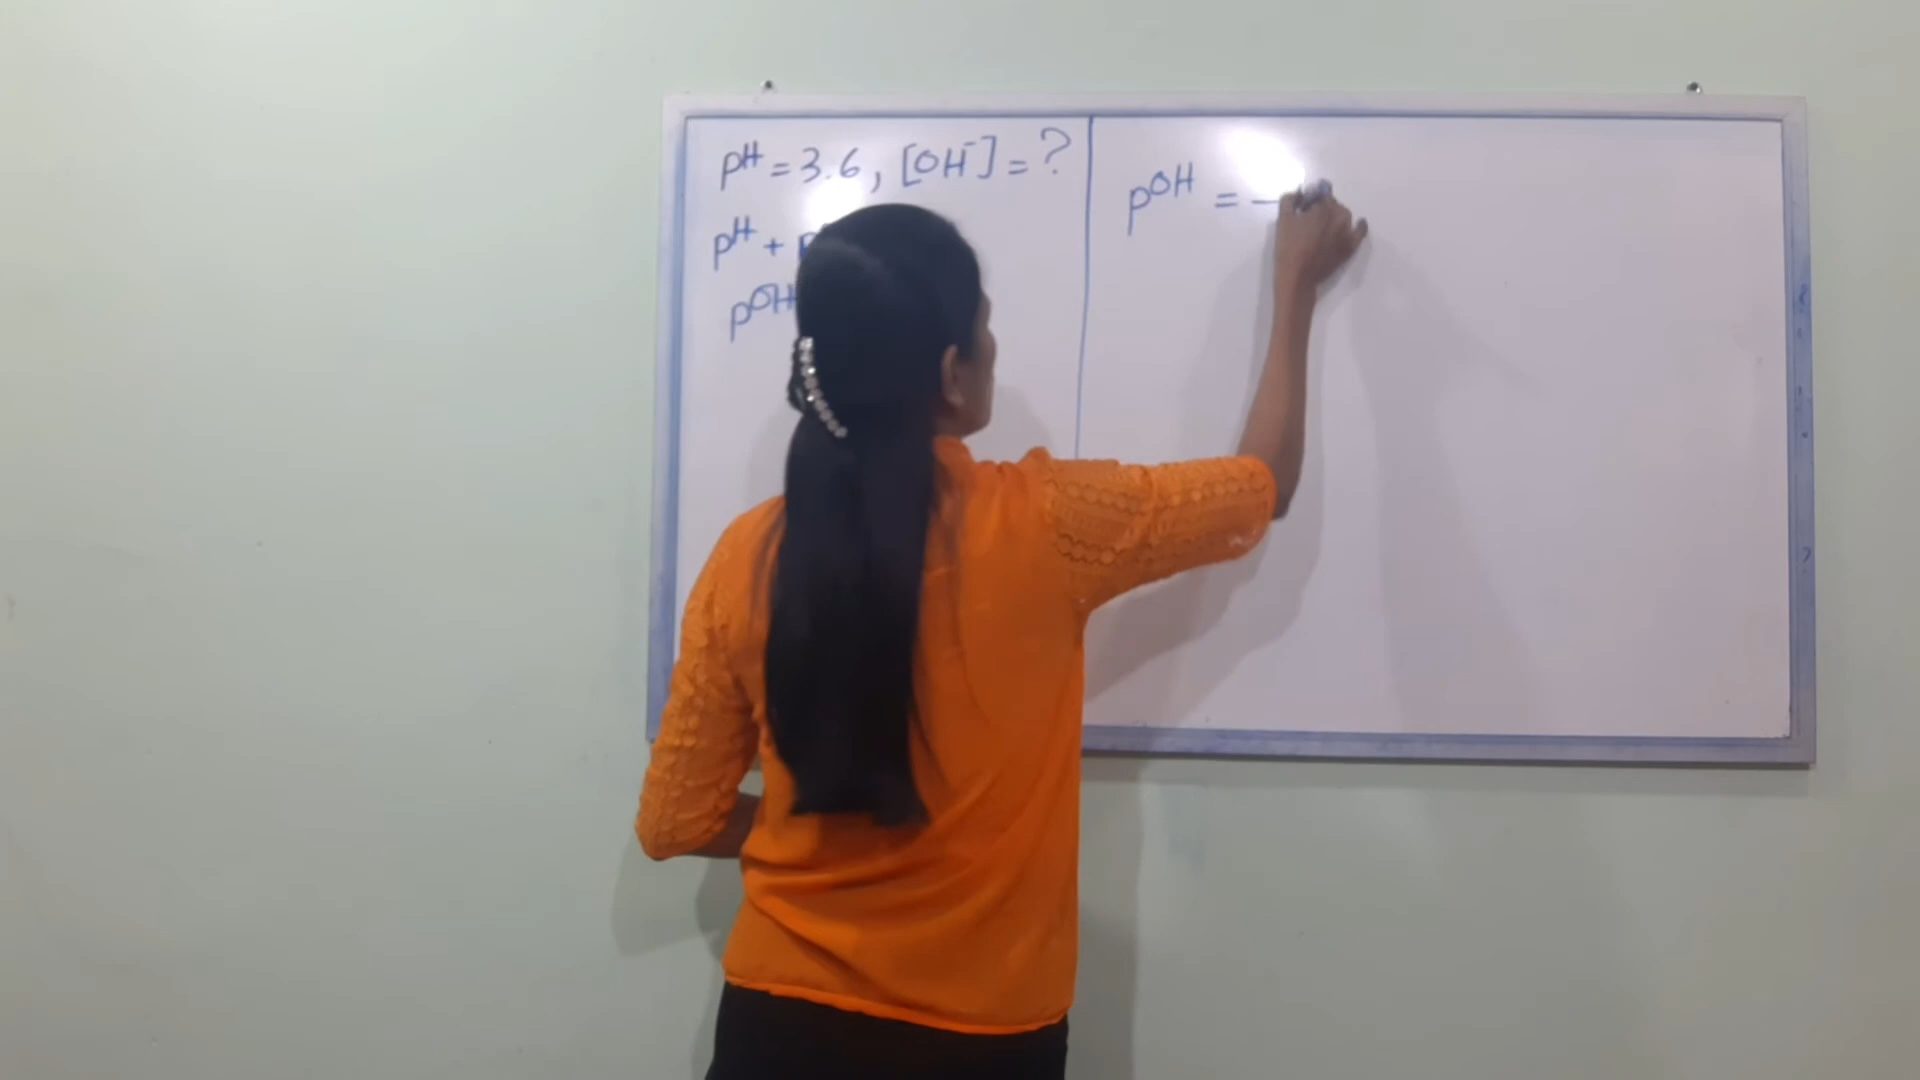 pH = 3.6, [OH⁻] = ?
pH +
pOH
pOH = -